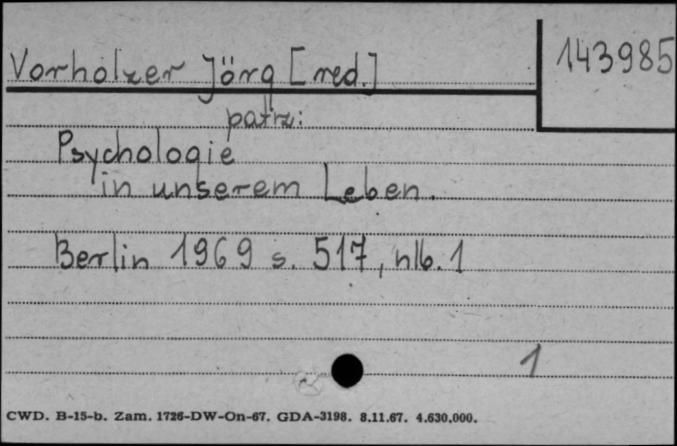 Vorholzer Jörg [red.]
143985
patrz:
Psychologie
in unserem Leben.
Berlin 1969 s. 517, nlb. 1
1
CWD. B-15-b. Zam. 1726-DW-On-67. GDA-3198. 8.11.67. 4.630.000.